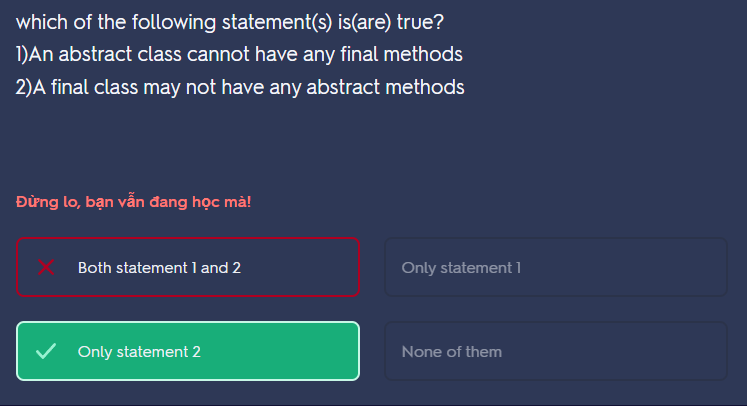 which of the following statement(s) is(are) true?
1)An abstract class cannot have any final methods
2)A final class may not have any abstract methods
Đừng lo, bạn vẫn đang học mà!
Both statement 1 and 2
Only statement 1
Only statement 2
None of them